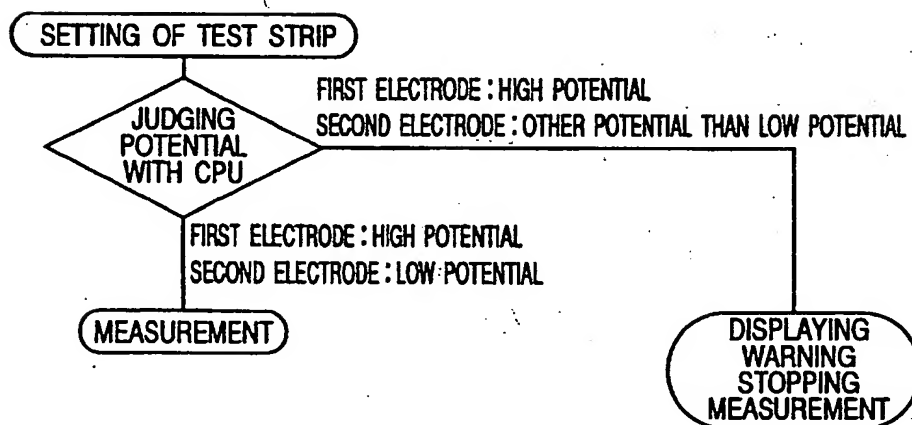 SETTING OF TEST STRIP
FIRST ELECTRODE : HIGH POTENTIAL
SECOND ELECTRODE : OTHER POTENTIAL THAN LOW POTENTIAL
JUDGING
POTENTIAL
WITH CPU
FIRST ELECTRODE : HIGH POTENTIAL
SECOND ELECTRODE : LOW POTENTIAL
MEASUREMENT
DISPLAYING
WARNING
STOPPING
MEASUREMENT